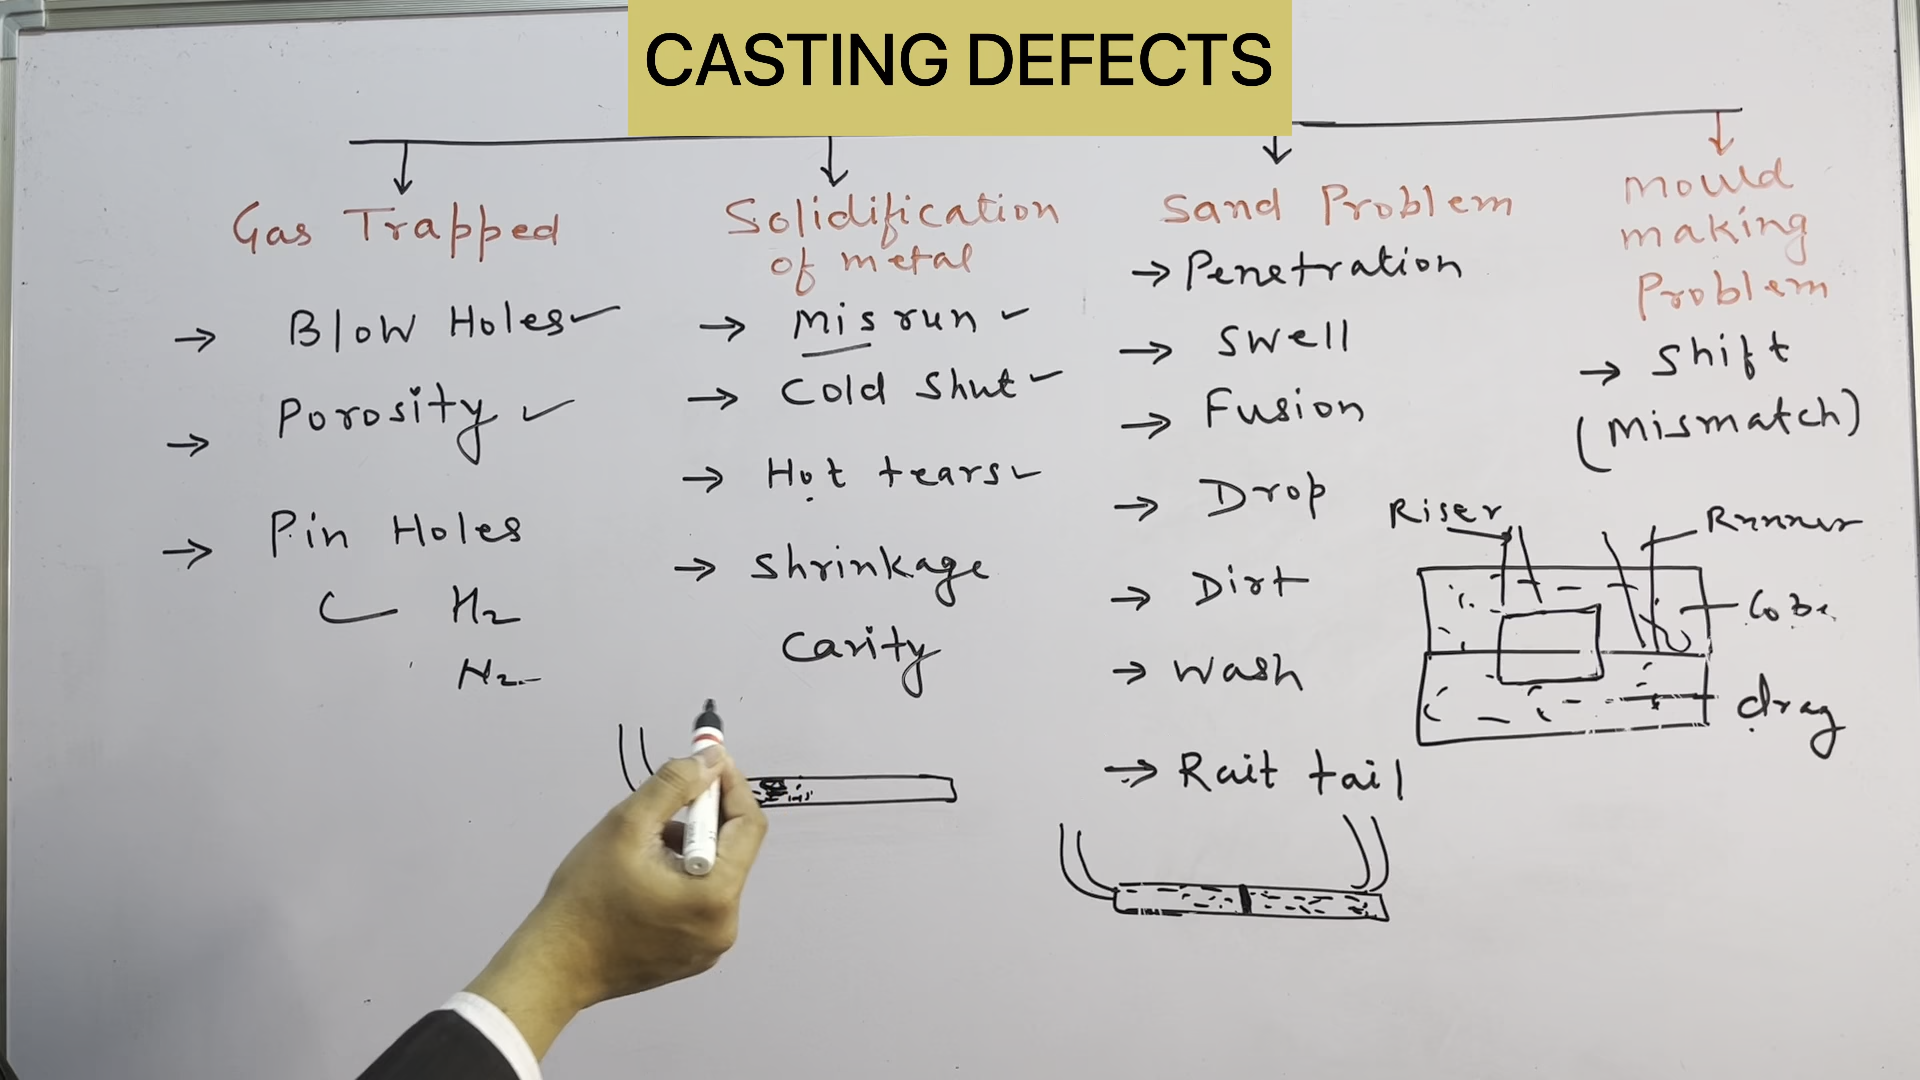 CASTING DEFECTS
Gas Trapped
→ Blow Holes ✓
→ Porosity ✓
→ Pin Holes
H2
N2
Solidification
of metal
→ Misrun ✓
→ Cold Shut ✓
→ Hot tears ✓
→ Shrinkage
Cavity
Sand Problem
→ Penetration
→ Swell
→ Fusion
→ Drop
→ Dirt
→ Wash
→ Rait tail
Mould
making
Problem
→ Shift
(Mismatch)
Riser
Runner
Cope
drag